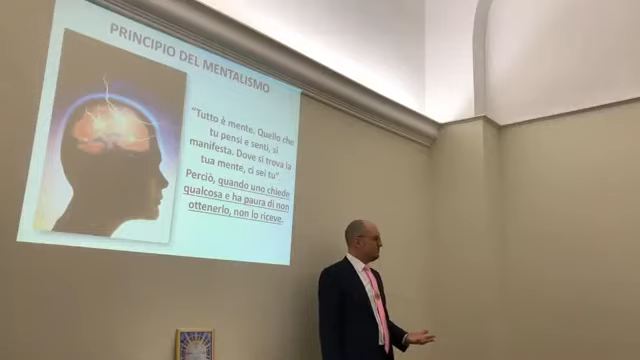 PRINCIPIO DEL MENTALISMO
“Tutto è mente. Quello che
tu pensi e senti, si
manifesta. Dove si trova la
tua mente, ci sei tu”
Perciò, quando uno chiede
qualcosa e ha paura di non
ottenerlo, non lo riceve.